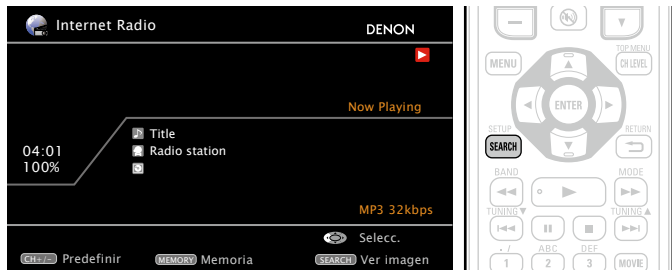 Internet Radio
DENON
Now Playing
Title
04:01
Radio station
100%
MP3 32kbps
Selecc.
CH+/– Predefinir
MEMORY Memoria
SEARCH Ver imagen
TOP MENU
MENU
CH LEVEL
ENTER
SETUP
RETURN
SEARCH
BAND
MODE
TUNING ▼
TUNING ▲
. /
ABC
DEF
1
2
3
MOVIE